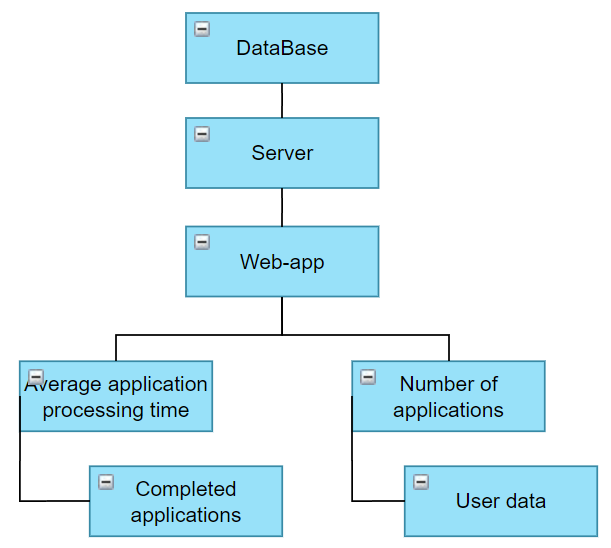 DataBase
Server
Web-app
Average application
processing time
Number of
applications
Completed
applications
User data